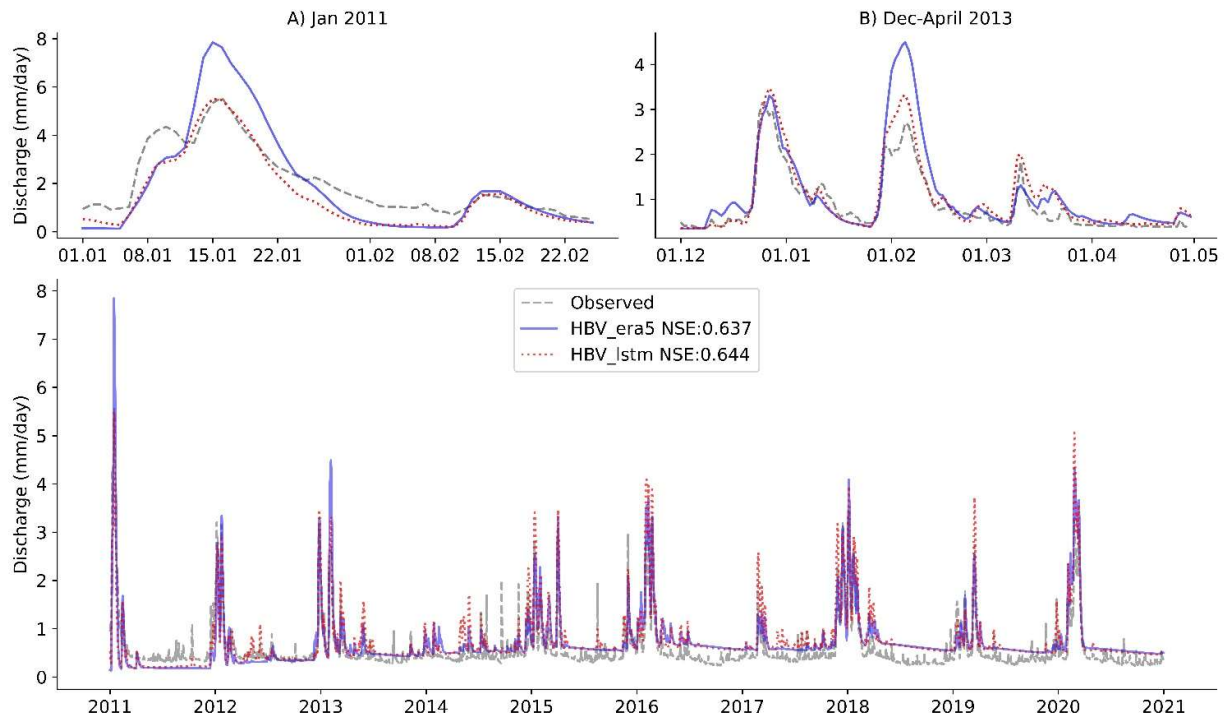 A) Jan 2011
B) Dec-April 2013
Discharge (mm/day)
8
6
4
2
0
01.01 08.01 15.01 22.01 01.02 08.02 15.02 22.02
4
3
2
1
01.12 01.01 01.02 01.03 01.04 01.05
Observed
HBV_era5 NSE:0.637
HBV_lstm NSE:0.644
Discharge (mm/day)
8
7
6
5
4
3
2
1
0
2011 2012 2013 2014 2015 2016 2017 2018 2019 2020 2021